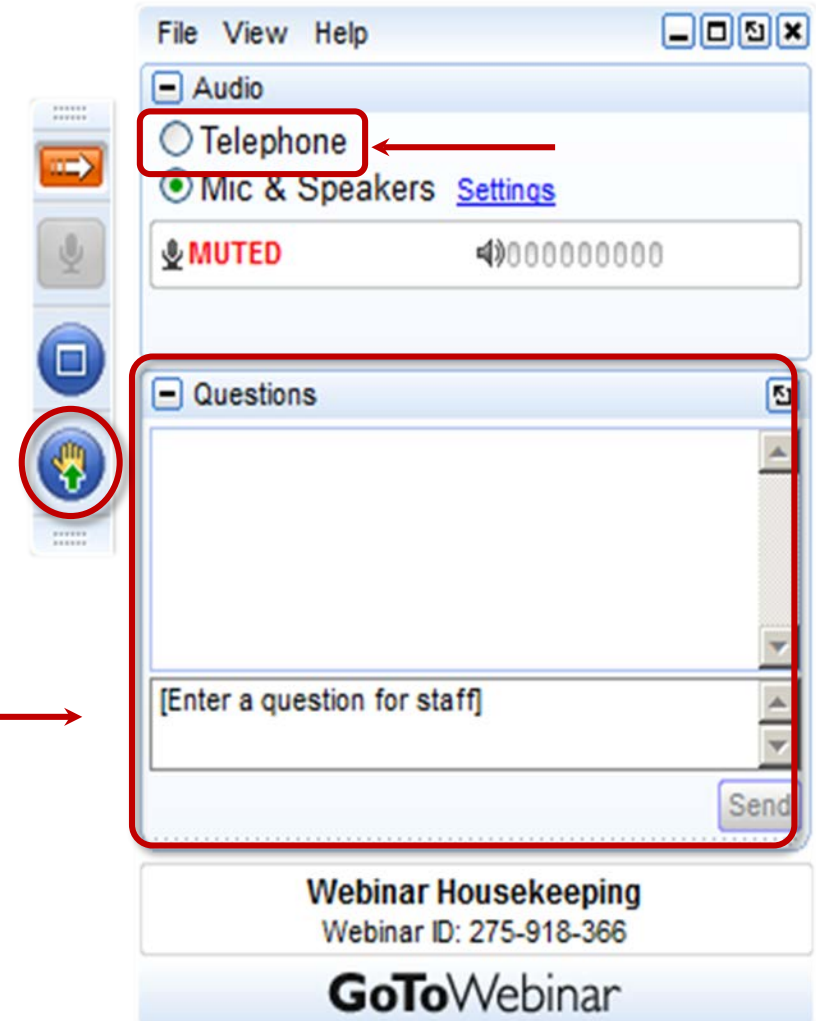 File View Help
Audio
Telephone
Mic & Speakers Settings
MUTED
Questions
[Enter a question for staff]
Send
Webinar Housekeeping
Webinar ID: 275-918-366
GoToWebinar